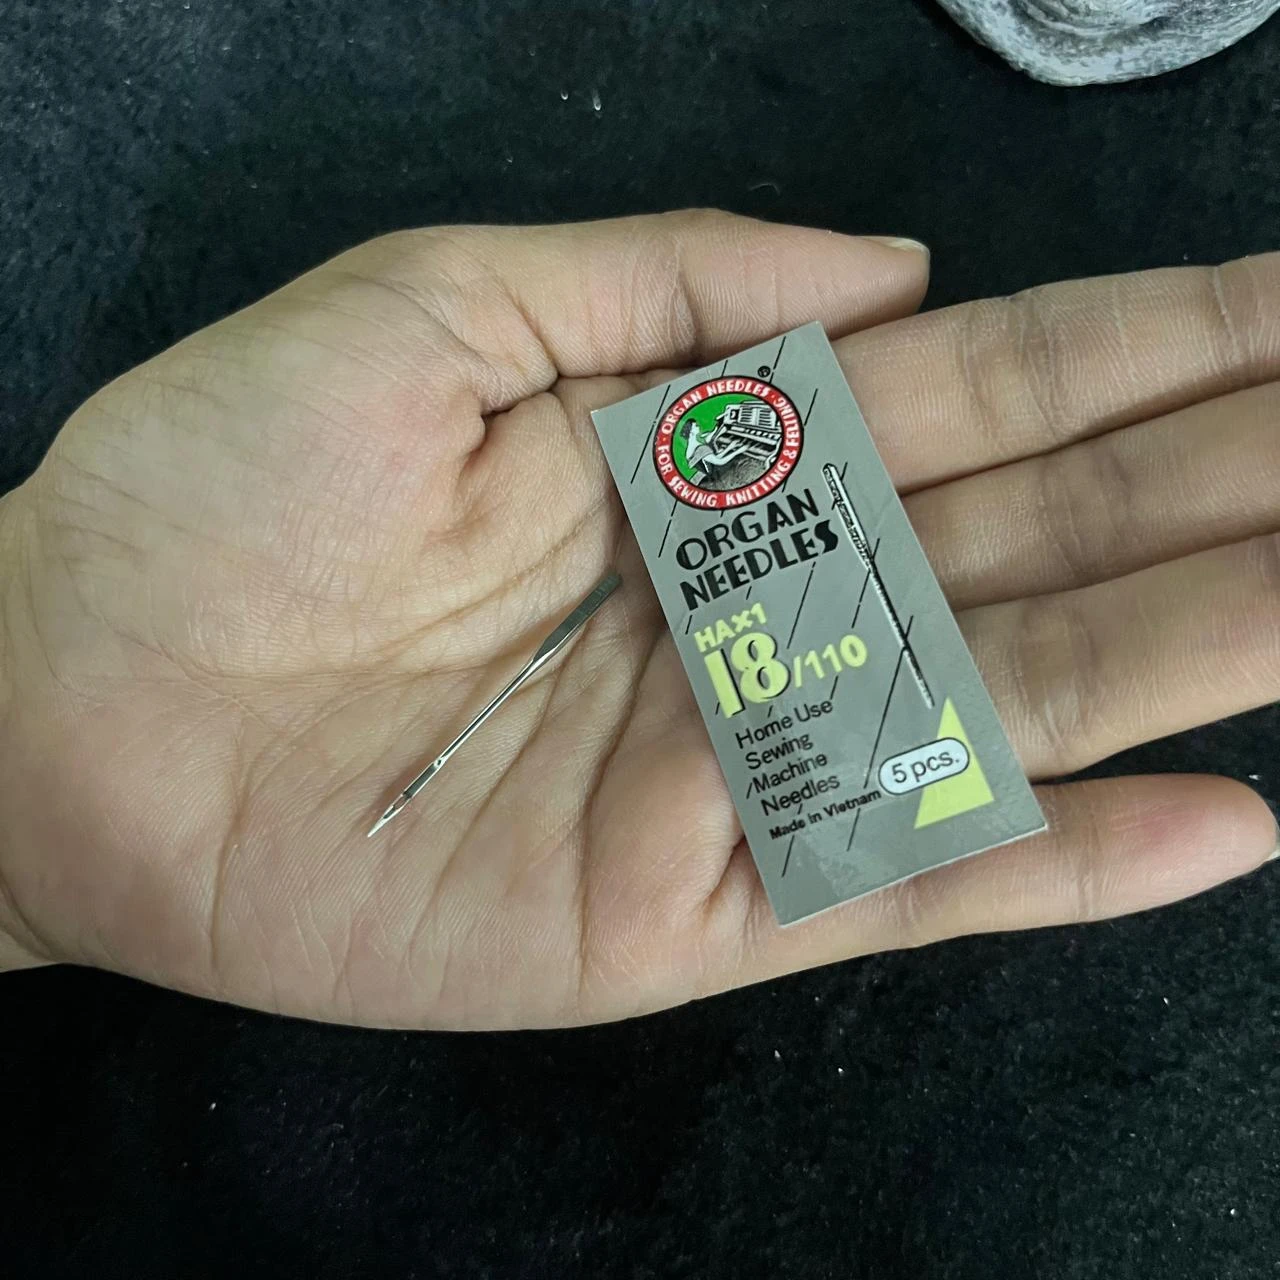 ®
ORGAN NEEDLES · FOR SEWING, KNITTING & FELTING ·
ORGAN
NEEDLES
HA×1
18/110
Home Use
Sewing
Machine
Needles
5 pcs.
Made in Vietnam